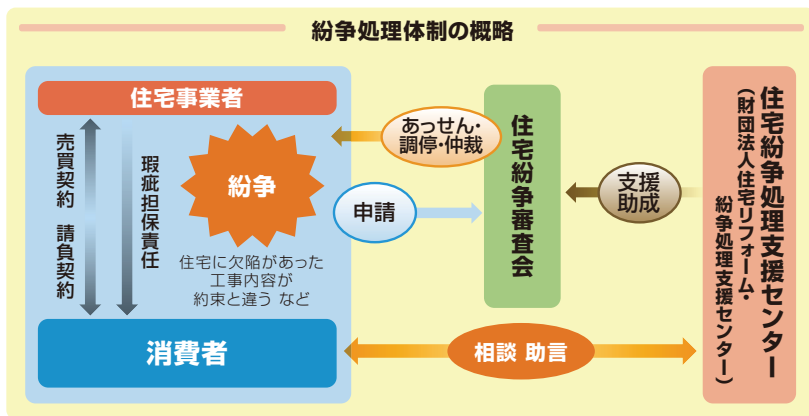 紛争処理体制の概略
住宅事業者
売買契約 請負契約
瑕疵担保責任
紛争
住宅に欠陥があった
工事内容が
約束と違う など
消費者
あっせん・
調停・仲裁
申請
住宅紛争審査会
支援
助成
相談 助言
住宅紛争処理支援センター
（財団法人住宅リフォーム・
紛争処理支援センター）